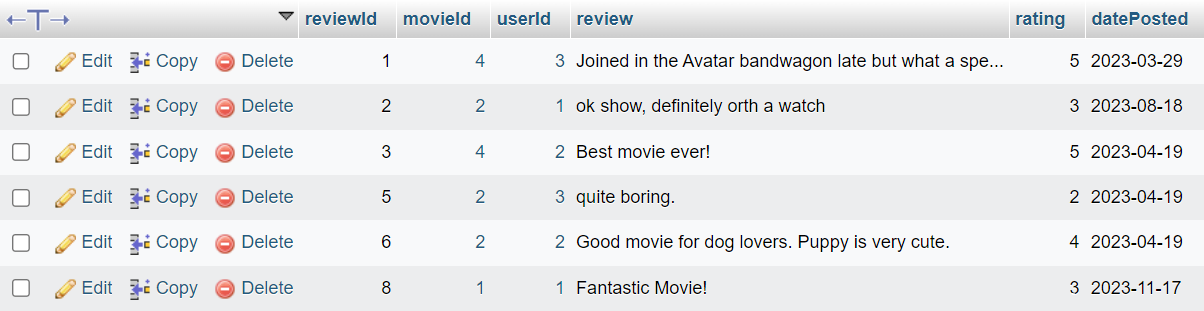 ←T→ reviewId movieId userId review rating datePosted
Edit Copy Delete 1 4 3 Joined in the Avatar bandwagon late but what a spe... 5 2023-03-29
Edit Copy Delete 2 2 1 ok show, definitely orth a watch 3 2023-08-18
Edit Copy Delete 3 4 2 Best movie ever! 5 2023-04-19
Edit Copy Delete 5 2 3 quite boring. 2 2023-04-19
Edit Copy Delete 6 2 2 Good movie for dog lovers. Puppy is very cute. 4 2023-04-19
Edit Copy Delete 8 1 1 Fantastic Movie! 3 2023-11-17